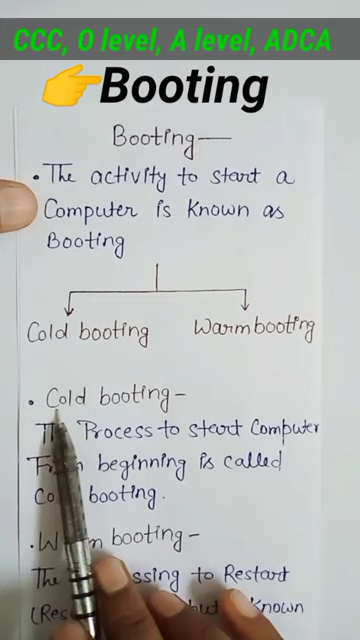 CCC, O level, A level, ADCA
Booting
Booting—
• The activity to start a
Computer is known as
Booting
Cold booting
Warm booting
• Cold booting-
Process to start Computer
beginning is called
booting.
• booting-
The to Restart
Known